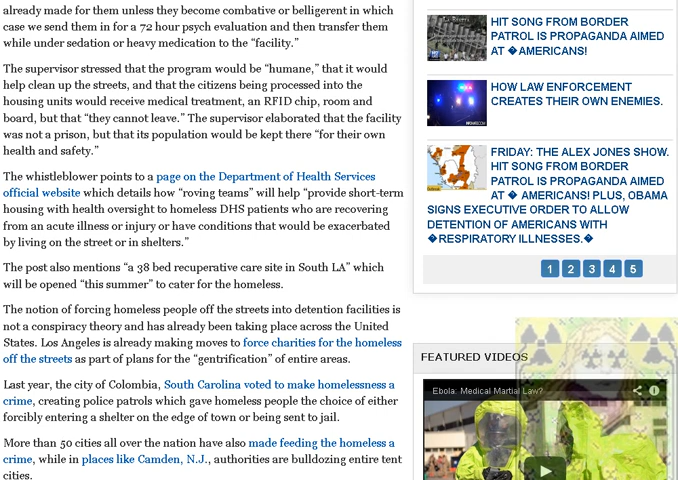 already made for them unless they become combative or belligerent in which
case we send them in for a 72 hour psych evaluation and then transfer them
while under sedation or heavy medication to the “facility.”
The supervisor stressed that the program would be “humane,” that it would
help clean up the streets, and that the citizens being processed into the
housing units would receive medical treatment, an RFID chip, room and
board, but that “they cannot leave.” The supervisor elaborated that the facility
was not a prison, but that its population would be kept there “for their own
health and safety.”
The whistleblower points to a page on the Department of Health Services
official website which details how “roving teams” will help “provide short-term
housing with health oversight to homeless DHS patients who are recovering
from an acute illness or injury or have conditions that would be exacerbated
by living on the street or in shelters.”
The post also mentions “a 38 bed recuperative care site in South LA” which
will be opened “this summer” to cater for the homeless.
The notion of forcing homeless people off the streets into detention facilities is
not a conspiracy theory and has already been taking place across the United
States. Los Angeles is already making moves to force charities for the homeless
off the streets as part of plans for the “gentrification” of entire areas.
Last year, the city of Colombia, South Carolina voted to make homelessness a
crime, creating police patrols which gave homeless people the choice of either
forcibly entering a shelter on the edge of town or being sent to jail.
More than 50 cities all over the nation have also made feeding the homeless a
crime, while in places like Camden, N.J., authorities are bulldozing entire tent
cities.
HIT SONG FROM BORDER
PATROL IS PROPAGANDA AIMED
AT �AMERICANS!
HOW LAW ENFORCEMENT
CREATES THEIR OWN ENEMIES.
FRIDAY: THE ALEX JONES SHOW.
HIT SONG FROM BORDER
PATROL IS PROPAGANDA AIMED
AT � AMERICANS! PLUS, OBAMA
SIGNS EXECUTIVE ORDER TO ALLOW
DETENTION OF AMERICANS WITH
�RESPIRATORY ILLNESSES.�
1 2 3 4 5
FEATURED VIDEOS
Ebola: Medical Martial Law?